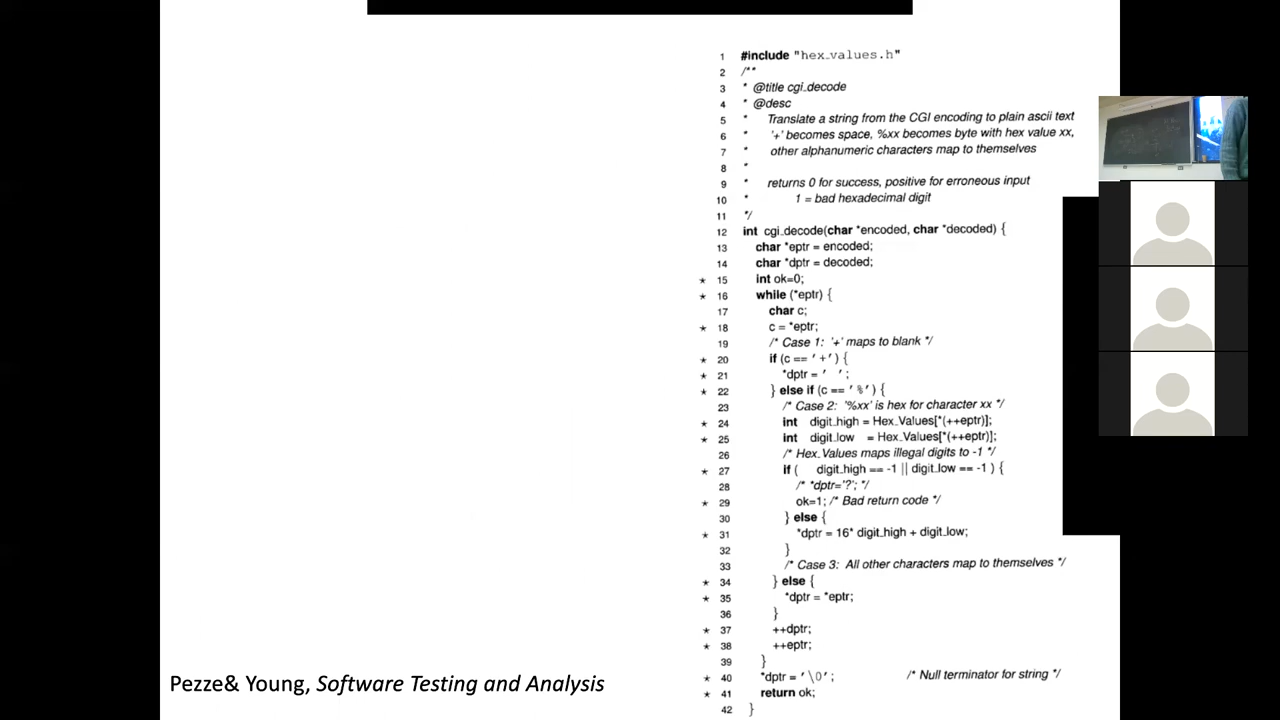 1 #include "hex_values.h"
2 /**
3 * @title cgi_decode
4 * @desc
5 * Translate a string from the CGI encoding to plain ascii text
6 * '+' becomes space, %xx becomes byte with hex value xx,
7 * other alphanumeric characters map to themselves
8 *
9 * returns 0 for success, positive for erroneous input
10 * 1 = bad hexadecimal digit
11 */
12 int cgi_decode(char *encoded, char *decoded) {
13 char *eptr = encoded;
14 char *dptr = decoded;
* 15 int ok=0;
* 16 while (*eptr) {
17 char c;
* 18 c = *eptr;
19 /* Case 1: '+' maps to blank */
* 20 if (c == '+') {
* 21 *dptr = ' ';
* 22 } else if (c == '%') {
23 /* Case 2: '%xx' is hex for character xx */
* 24 int digit_high = Hex_Values[*(++eptr)];
* 25 int digit_low = Hex_Values[*(++eptr)];
26 /* Hex_Values maps illegal digits to -1 */
* 27 if ( digit_high == -1 || digit_low == -1 ) {
28 /* *dptr='?'; */
* 29 ok=1; /* Bad return code */
30 } else {
* 31 *dptr = 16* digit_high + digit_low;
32 }
33 /* Case 3: All other characters map to themselves */
* 34 } else {
* 35 *dptr = *eptr;
36 }
* 37 ++dptr;
* 38 ++eptr;
39 }
* 40 *dptr = '\0'; /* Null terminator for string */
* 41 return ok;
42 }
Pezze& Young, Software Testing and Analysis